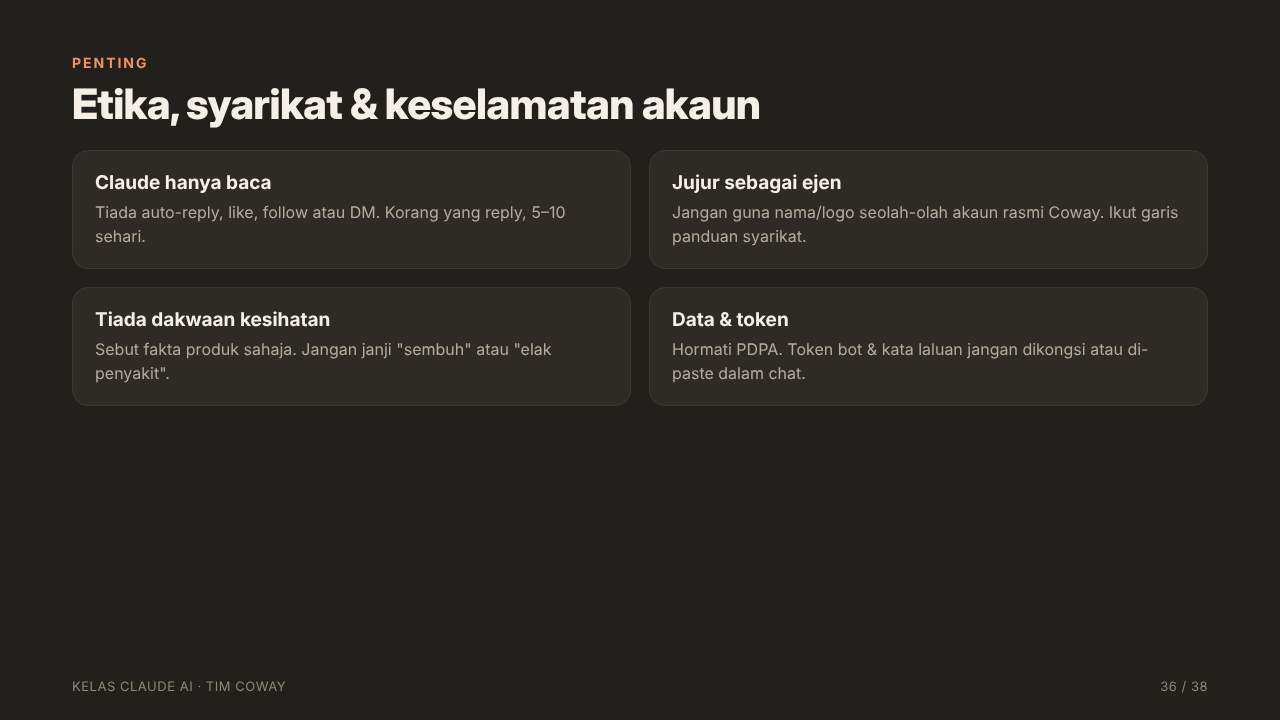 PENTING
Etika, syarikat & keselamatan akaun
Claude hanya baca
Tiada auto-reply, like, follow atau DM. Korang yang reply, 5–10
sehari.
Jujur sebagai ejen
Jangan guna nama/logo seolah-olah akaun rasmi Coway. Ikut garis
panduan syarikat.
Tiada dakwaan kesihatan
Sebut fakta produk sahaja. Jangan janji "sembuh" atau "elak
penyakit".
Data & token
Hormati PDPA. Token bot & kata laluan jangan dikongsi atau di-
paste dalam chat.
KELAS CLAUDE AI · TIM COWAY
36 / 38